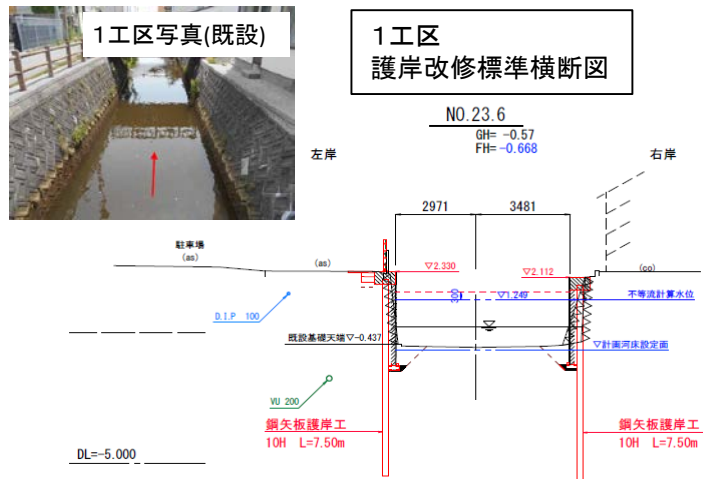 1工区写真(既設)
1工区
護岸改修標準横断図
NO.23.6
GH= -0.57
FH=-0.668
左岸
右岸
2971
3481
駐車場
(as)
(as)
▽2.330
▽2.112
(co)
300
▽1.249
不等流計算水位
D.I.P 100
既設基礎天端▽-0.437
▽計画河床設定面
VU 200
鋼矢板護岸工
10H L=7.50m
鋼矢板護岸工
10H L=7.50m
DL=-5.000